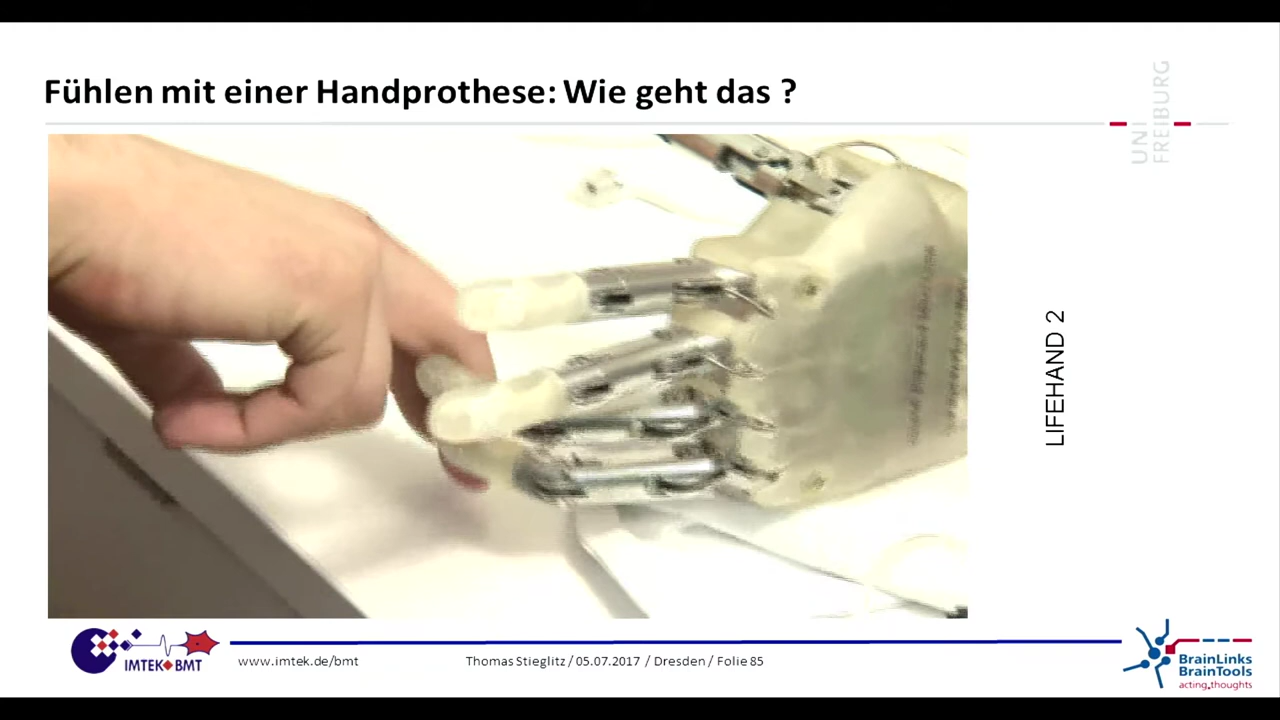 Fühlen mit einer Handprothese: Wie geht das ?
UNI
FREIBURG
LIFEHAND 2
IMTEK BMT
www.imtek.de/bmt
Thomas Stieglitz / 05.07.2017 / Dresden / Folie 85
BrainLinks
BrainTools
acting.thoughts